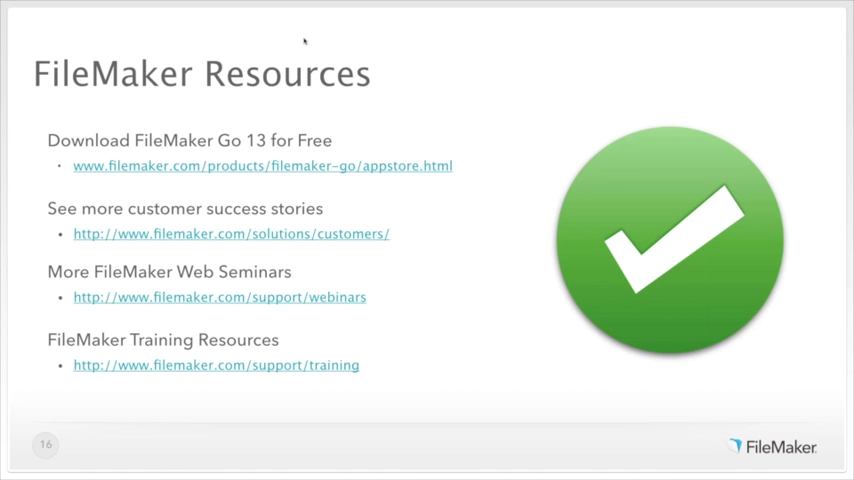 FileMaker Resources
Download FileMaker Go 13 for Free
• www.filemaker.com/products/filemaker-go/appstore.html
See more customer success stories
• http://www.filemaker.com/solutions/customers/
More FileMaker Web Seminars
• http://www.filemaker.com/support/webinars
FileMaker Training Resources
• http://www.filemaker.com/support/training
16
FileMaker